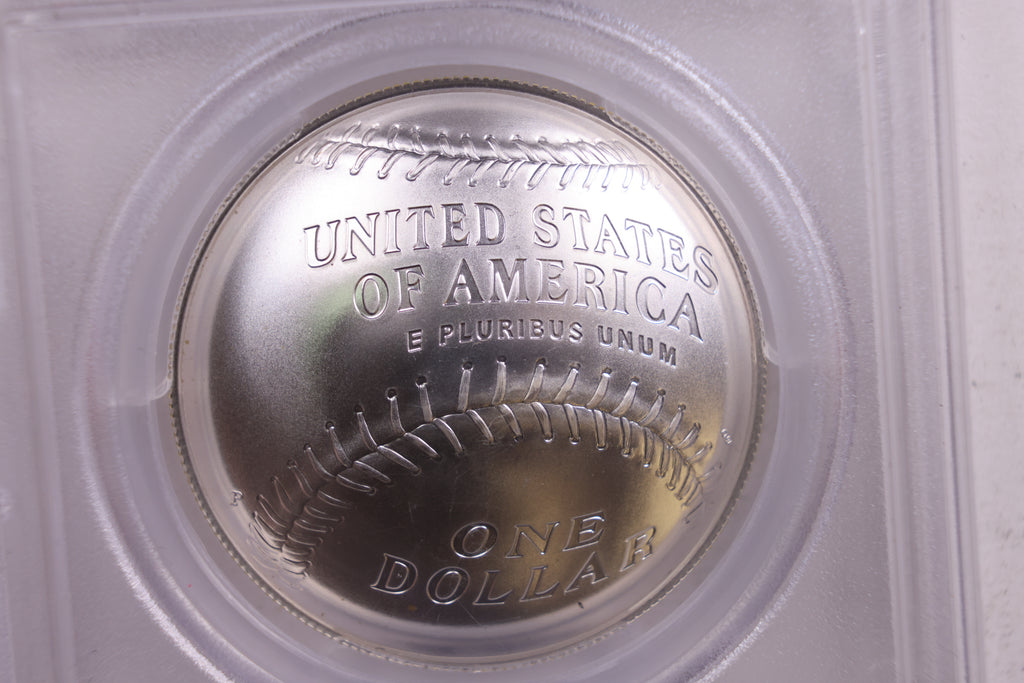 UNITED STATES
OF AMERICA
E PLURIBUS UNUM
P
ONE
DOLLAR